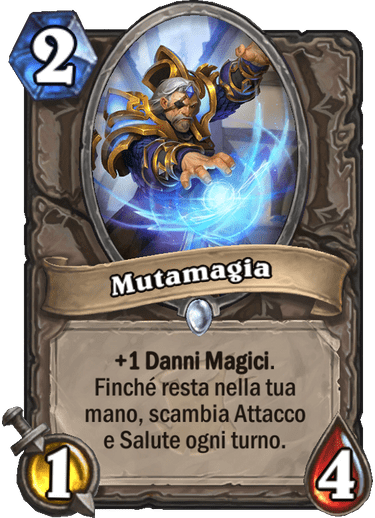 2
Mutamagia
+1 Danni Magici.
Finché resta nella tua
mano, scambia Attacco
e Salute ogni turno.
1
4